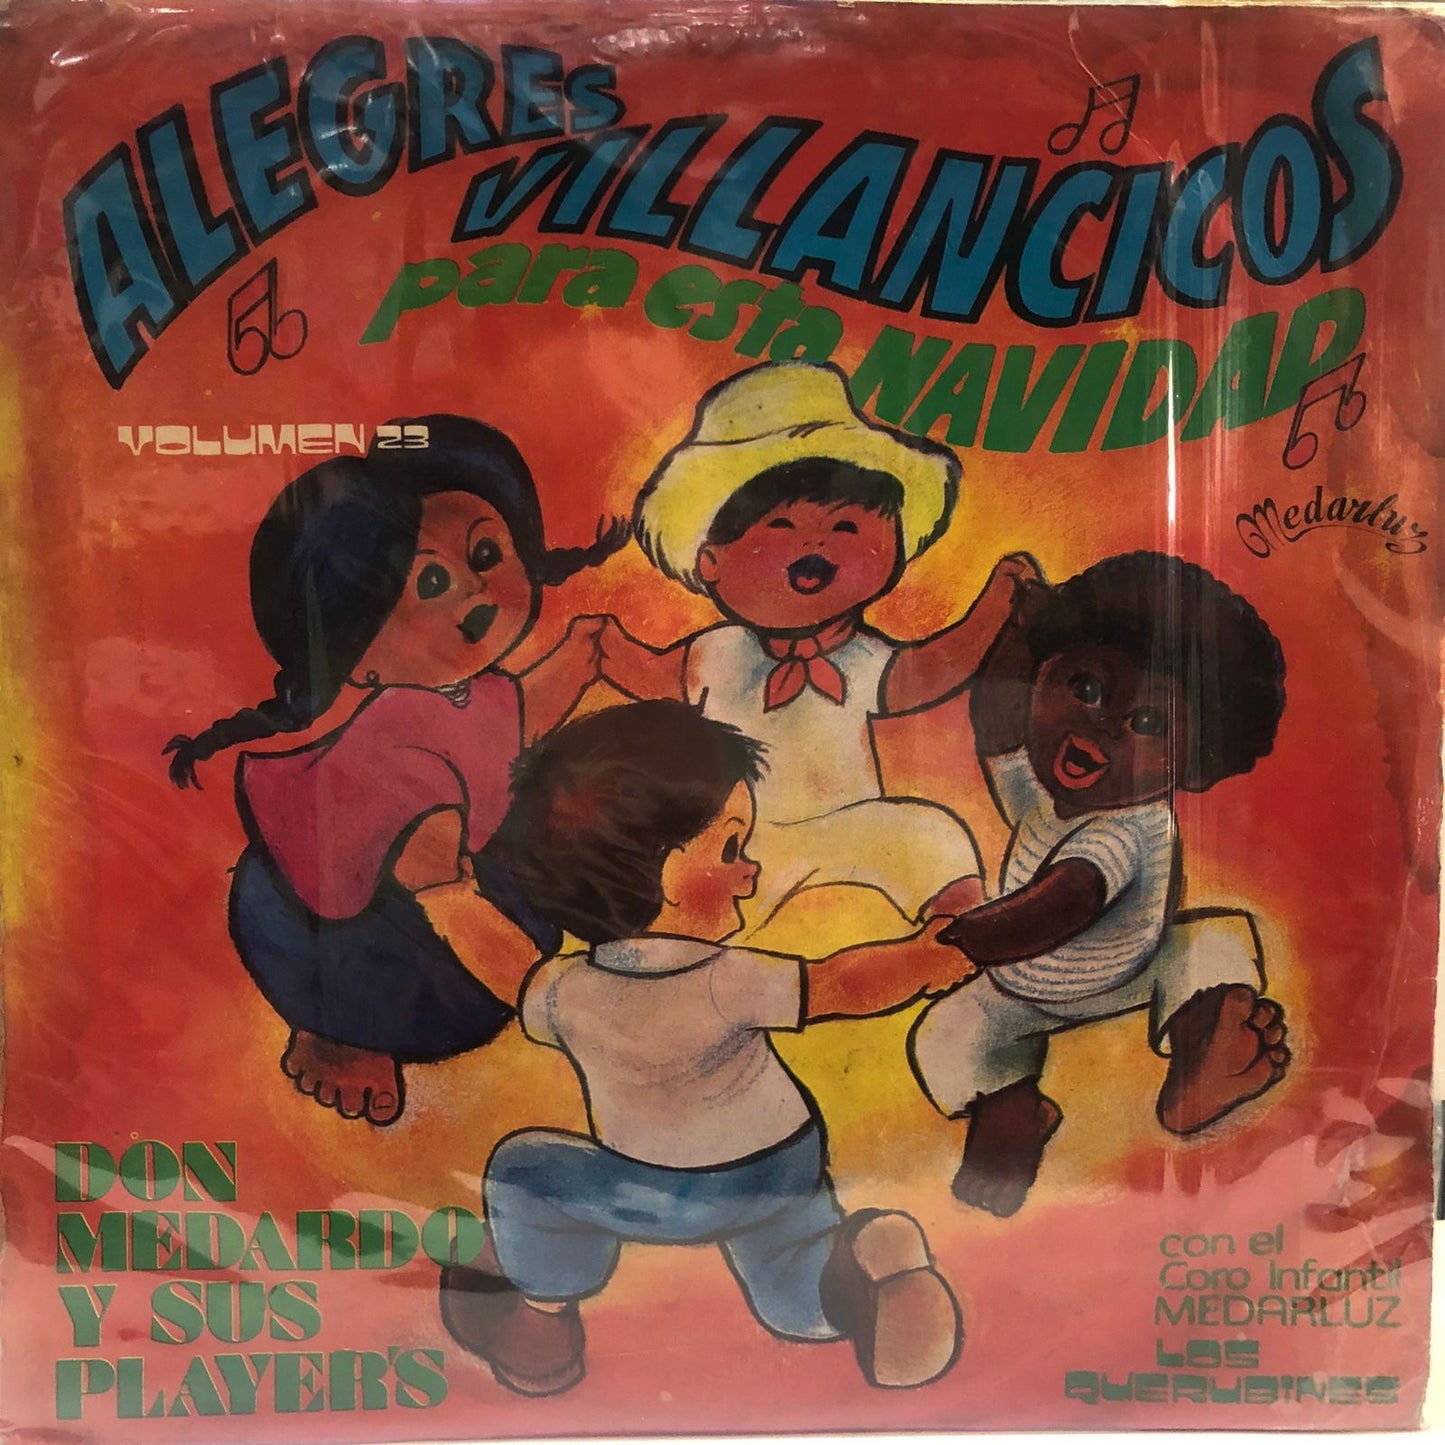 ALEGRES
VILLANCICOS
para esta NAVIDAD
VOLUMEN 23
Medarluz
DON
MEDARDO
Y SUS
PLAYER'S
con el
Coro Infantil
MEDARLUZ
LOS
QUERUBINES